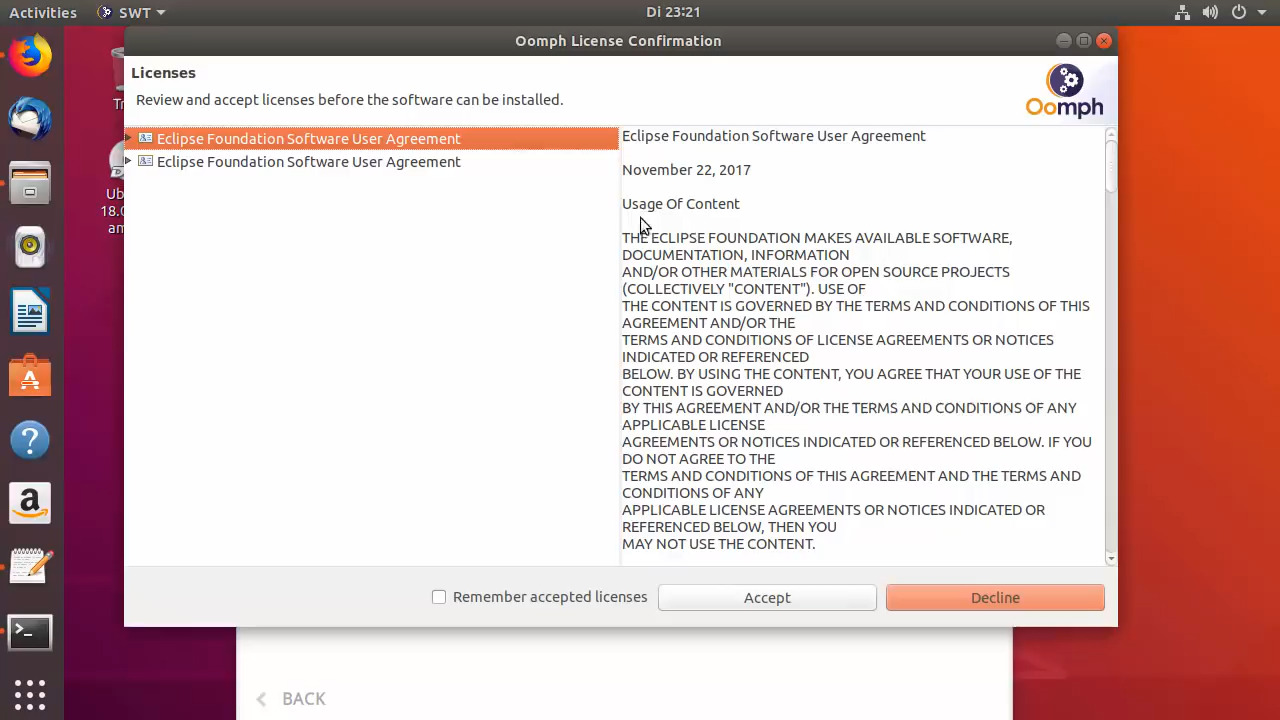 Activities
SWT
Di 23:21
Oomph License Confirmation
Licenses
Review and accept licenses before the software can be installed.
Oomph
Eclipse Foundation Software User Agreement
Eclipse Foundation Software User Agreement
Eclipse Foundation Software User Agreement
November 22, 2017
Usage Of Content
THE ECLIPSE FOUNDATION MAKES AVAILABLE SOFTWARE,
DOCUMENTATION, INFORMATION
AND/OR OTHER MATERIALS FOR OPEN SOURCE PROJECTS
(COLLECTIVELY "CONTENT"). USE OF
THE CONTENT IS GOVERNED BY THE TERMS AND CONDITIONS OF THIS
AGREEMENT AND/OR THE
TERMS AND CONDITIONS OF LICENSE AGREEMENTS OR NOTICES
INDICATED OR REFERENCED
BELOW. BY USING THE CONTENT, YOU AGREE THAT YOUR USE OF THE
CONTENT IS GOVERNED
BY THIS AGREEMENT AND/OR THE TERMS AND CONDITIONS OF ANY
APPLICABLE LICENSE
AGREEMENTS OR NOTICES INDICATED OR REFERENCED BELOW. IF YOU
DO NOT AGREE TO THE
TERMS AND CONDITIONS OF THIS AGREEMENT AND THE TERMS AND
CONDITIONS OF ANY
APPLICABLE LICENSE AGREEMENTS OR NOTICES INDICATED OR
REFERENCED BELOW, THEN YOU
MAY NOT USE THE CONTENT.
Tr
Ub
18.0
am
Remember accepted licenses
Accept
Decline
BACK